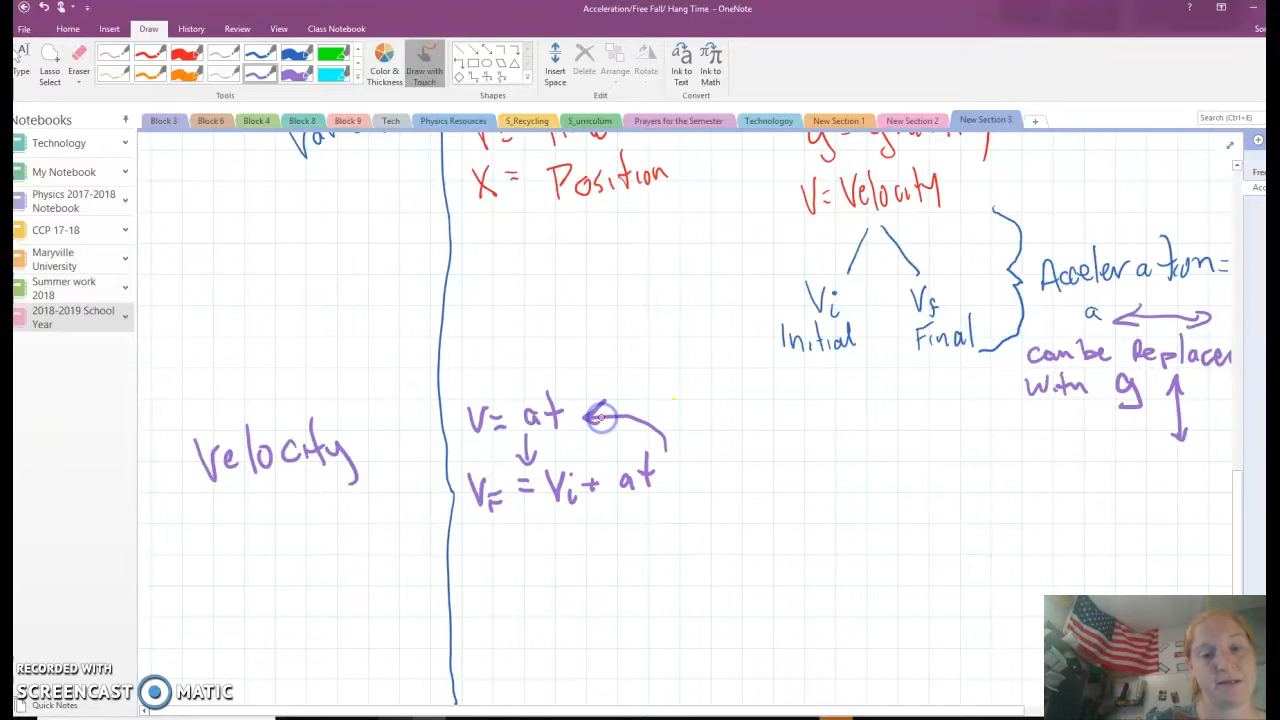 Acceleration/Free Fall/ Hang Time - OneNote
File Home Insert Draw History Review View Class Notebook
Type
Lasso Select
Eraser
Color & Thickness
Draw with Touch
Insert Space
Delete
Arrange
Rotate
Ink to Text
Ink to Math
Tools
Shapes
Edit
Convert
otebooks
Block 3 Block 6 Block 4 Block 8 Block 9 Tech Physics Resources S_Recycling S_urriculum Prayers for the Semester Technologoy New Section 1 New Section 2 New Section 3
Search (Ctrl+E)
Technology
My Notebook
Physics 2017-2018 Notebook
CCP 17-18
Maryville University
Summer work 2018
2018-2019 School Year
Quick Notes
X = Position
g = gravity
V = Velocity
Vi
Initial
Vf
Final
Acceleration =
a
can be Replace
with g
Velocity
V = at
VF = Vi + at
RECORDED WITH
SCREENCAST MATIC